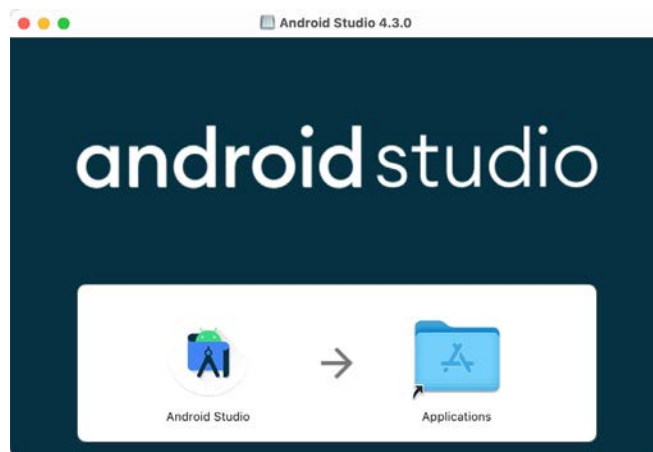 Android Studio 4.3.0
android studio
Android Studio
Applications